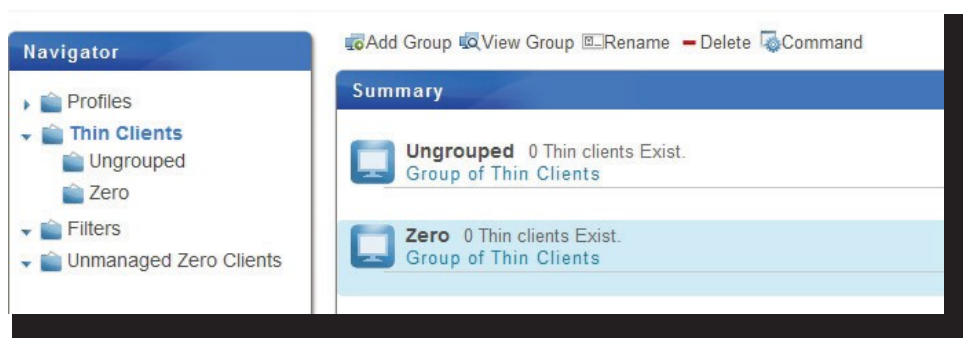 Navigator
Profiles
Thin Clients
Ungrouped
Zero
Filters
Unmanaged Zero Clients
Add Group View Group Rename Delete Command
Summary
Ungrouped 0 Thin clients Exist.
Group of Thin Clients
Zero 0 Thin clients Exist.
Group of Thin Clients